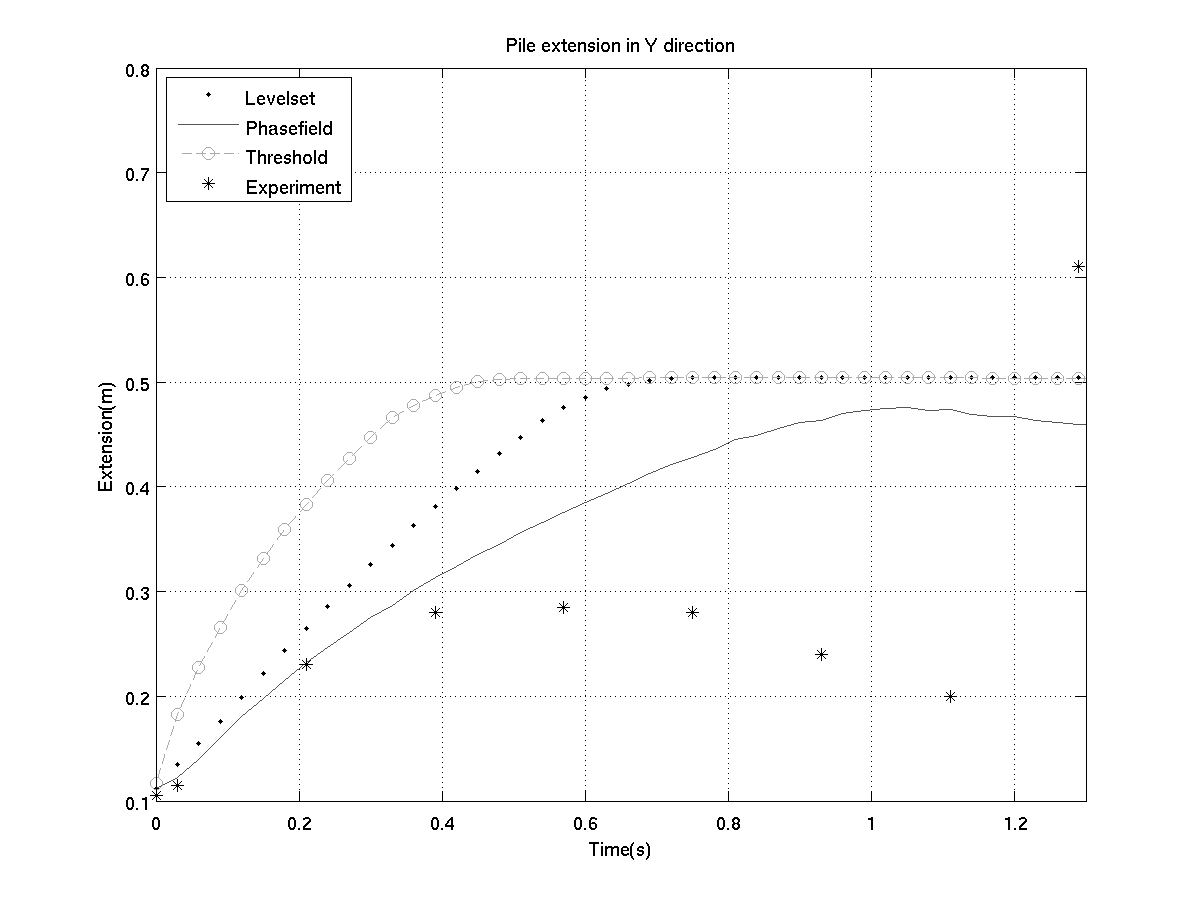 Pile extension in Y direction
Levelset
Phasefield
Threshold
Experiment
Extension(m)
0.8
0.7
0.6
0.5
0.4
0.3
0.2
0.1
0 0.2 0.4 0.6 0.8 1 1.2
Time(s)